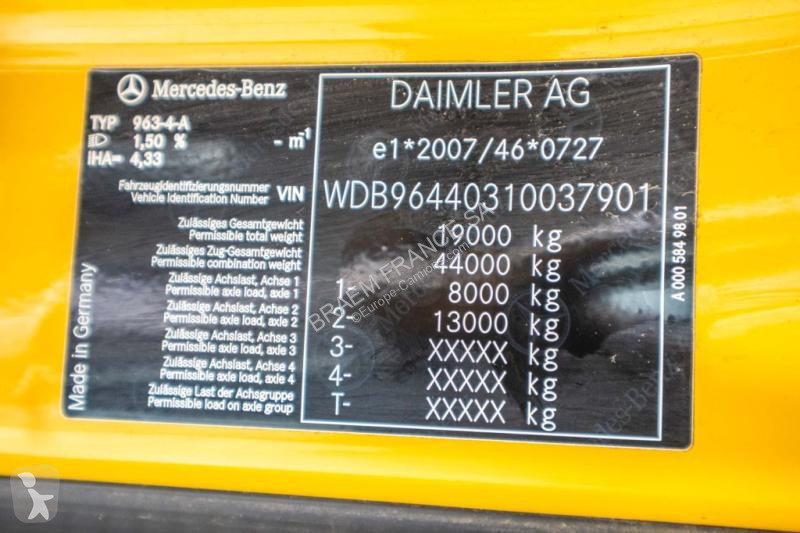 Mercedes-Benz
TYP 963-4-A
1,50 % - m⁻¹
IHA= 4,33
Fahrzeugidentifizierungsnummer
Vehicle Identification Number VIN
Zulässiges Gesamtgewicht
Permissible total weight
Zulässiges Zug-Gesamtgewicht
Permissible combination weight
Zulässige Achslast, Achse 1
Permissible axle load, axle 1
Zulässige Achslast, Achse 2
Permissible axle load, axle 2
Zulässige Achslast, Achse 3
Permissible axle load, axle 3
Zulässige Achslast, Achse 4
Permissible axle load, axle 4
Zulässige Last der Achsgruppe
Permissible load on axle group
Made in Germany
DAIMLER AG
e1*2007/46*0727
WDB96440310037901
19000 kg
44000 kg
1- 8000 kg
2- 13000 kg
3- XXXXX kg
4- XXXXX kg
T- XXXXX kg
A 000 584 98 01
BRAEM FRANCE SA
©Europe-Camions.com